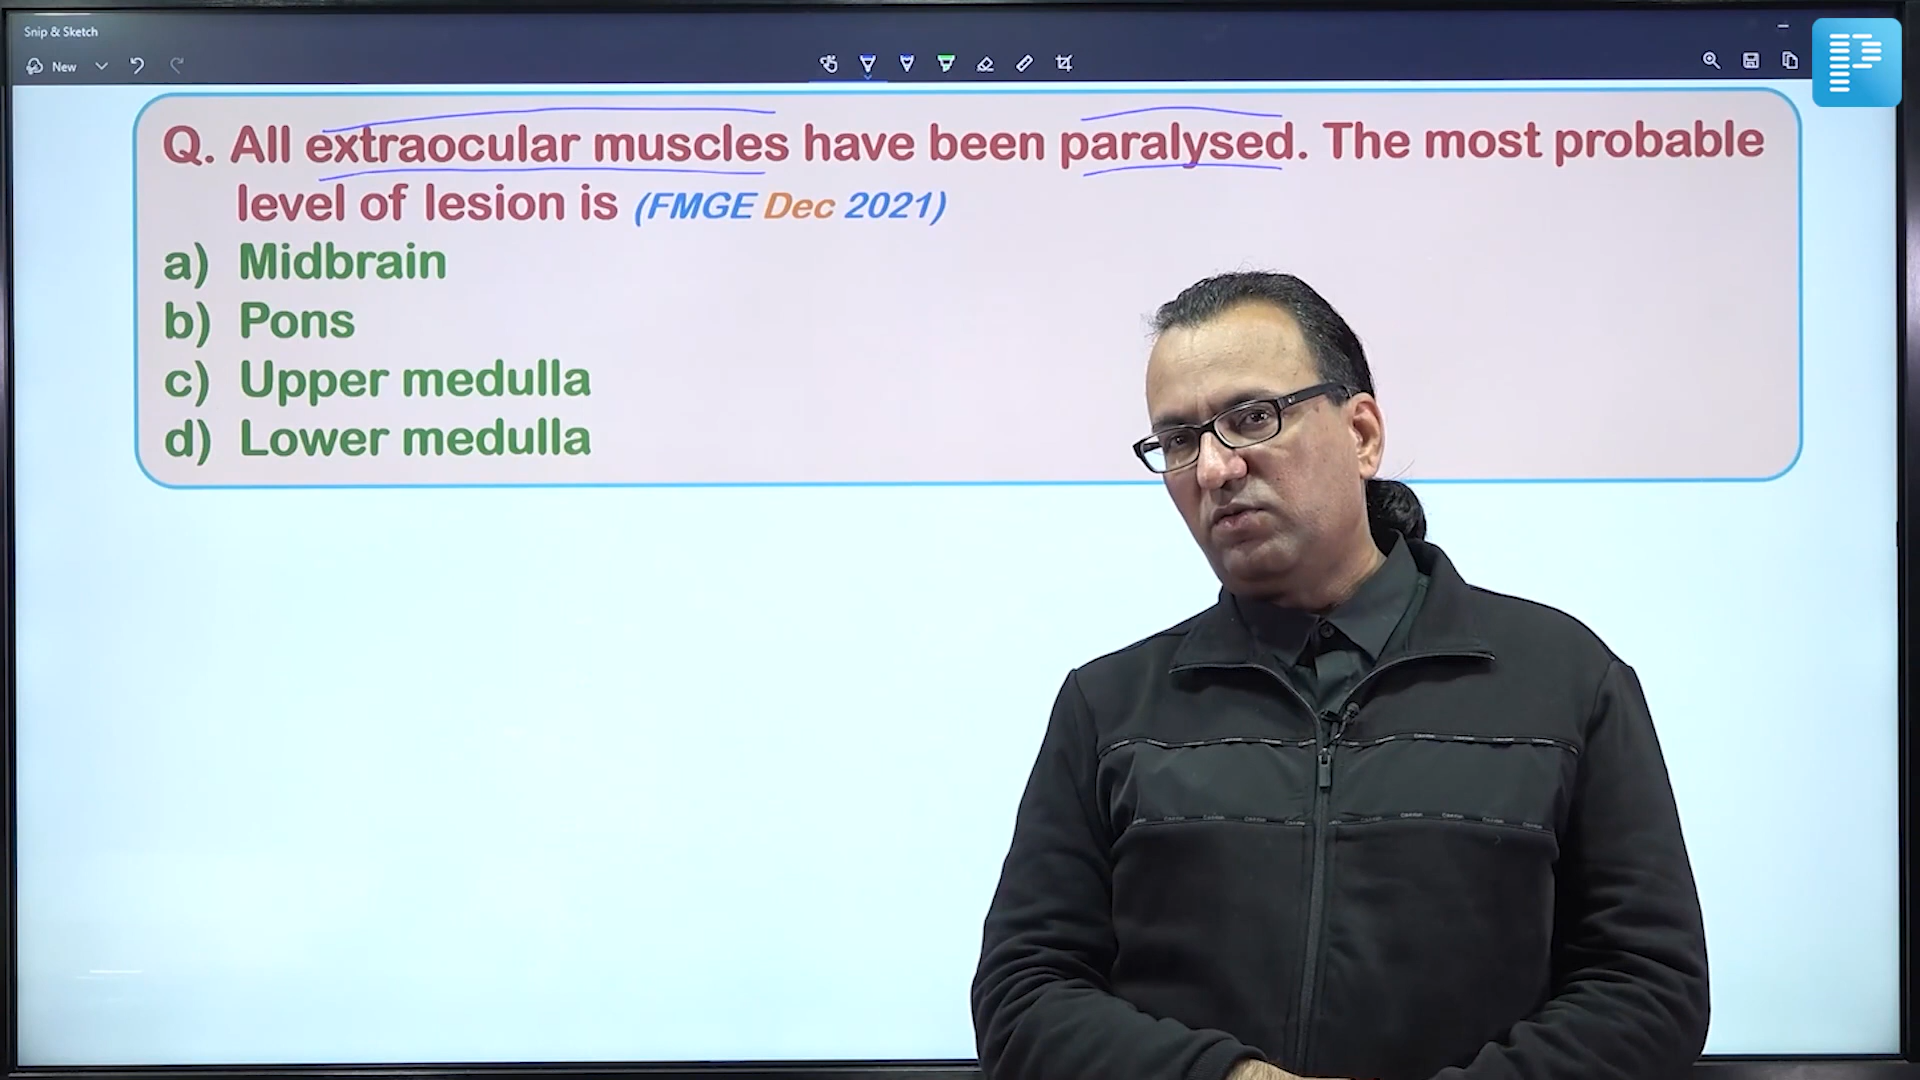 Snip & Sketch
New
Q. All extraocular muscles have been paralysed. The most probable
level of lesion is (FMGE Dec 2021)
a) Midbrain
b) Pons
c) Upper medulla
d) Lower medulla